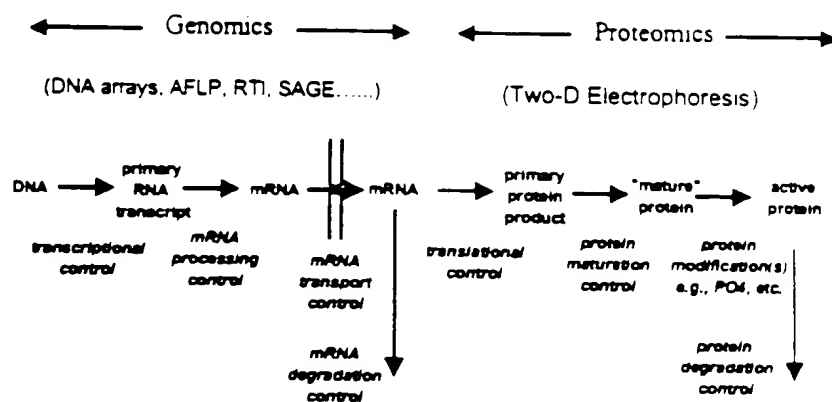 Genomics
Proteomics
(DNA arrays, AFLP, RTI, SAGE......)
(Two-D Electrophoresis)
DNA
primary
RNA
transcript
mRNA
mRNA
primary
protein
product
"mature"
protein
active
protein
transcriptional
control
mRNA
processing
control
mRNA
transport
control
translational
control
protein
maturation
control
protein
modification(s)
e.g., PO4, etc.
mRNA
degradation
control
protein
degradation
control